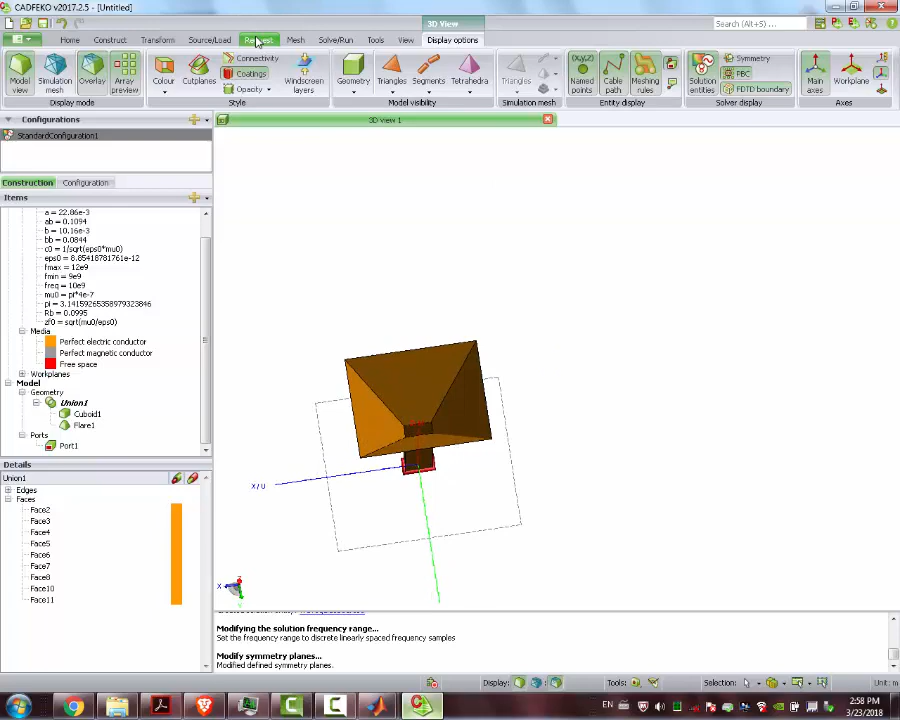 CADFEKO v2017.2.5 - [Untitled]
3D View
Search (Alt+S) . . .
Home Construct Transform Source/Load Request Mesh Solve/Run Tools View Display options
Model view
Simulation mesh
Overlay
Array preview
Display mode
Colour
Cutplanes
Connectivity
Coatings
Opacity
Windscreen layers
Style
Geometry
Triangles
Segments
Tetrahedra
Model visibility
Triangles
Simulation mesh
(x,y,z)
Named points
Cable path
Meshing rules
Entity display
Solution entities
Symmetry
PBC
FDTD boundary
Solver display
Main axes
Workplane
Axes
Configurations
3D view 1
StandardConfiguration1
Construction Configuration
Items
a = 22.86e-3
ab = 0.1094
b = 10.16e-3
bb = 0.0844
c0 = 1/sqrt(eps0*mu0)
eps0 = 8.85418781761e-12
fmax = 12e9
fmin = 9e9
freq = 10e9
mu0 = pi*4e-7
pi = 3.14159265358979323846
Rb = 0.0995
zf0 = sqrt(mu0/eps0)
Media
Perfect electric conductor
Perfect magnetic conductor
Free space
Workplanes
Model
Geometry
Union1
Cuboid1
Flare1
Ports
Port1
Details
Union1
Edges
Faces
Face2
Face3
Face4
Face5
Face6
Face7
Face8
Face10
Face11
X/U
X
Modifying the solution frequency range...
Set the frequency range to discrete linearly spaced frequency samples
Modify symmetry planes...
Modified defined symmetry planes.
Display: Tools: Selection: Unit: m
EN
2:58 PM
3/23/2018